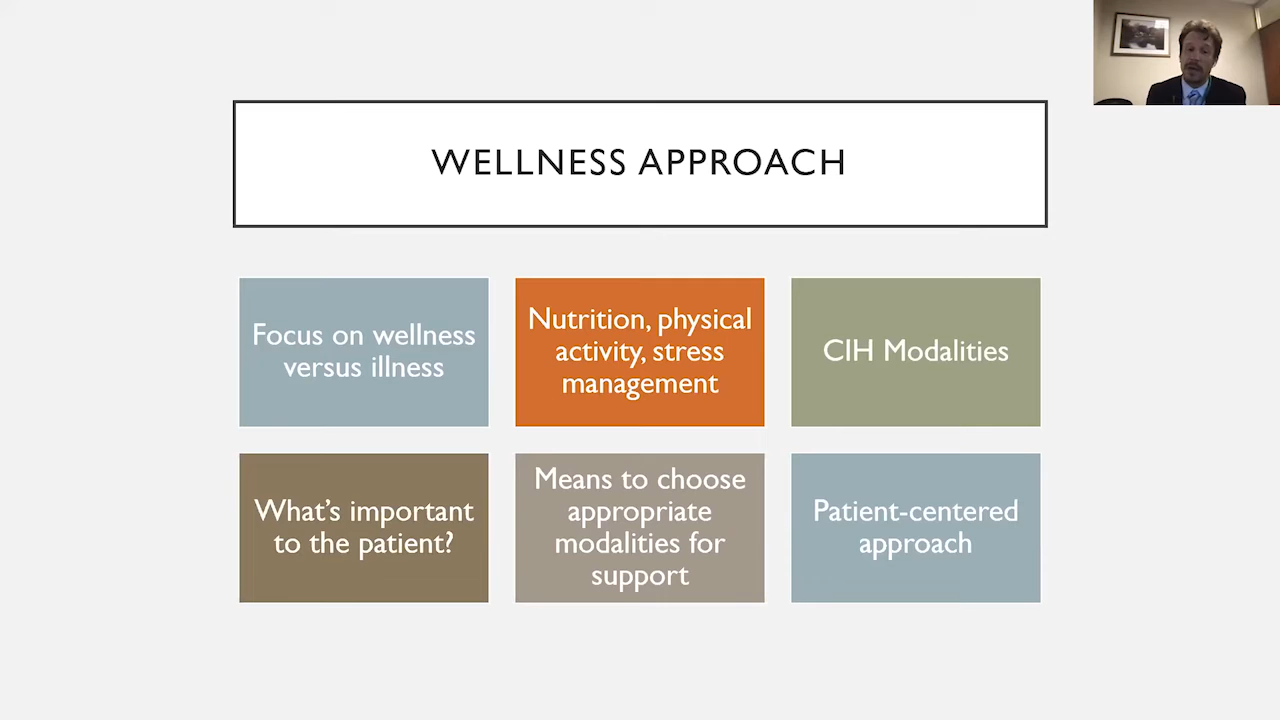 WELLNESS APPROACH
Focus on wellness
versus illness
Nutrition, physical
activity, stress
management
CIH Modalities
What’s important
to the patient?
Means to choose
appropriate
modalities for
support
Patient-centered
approach